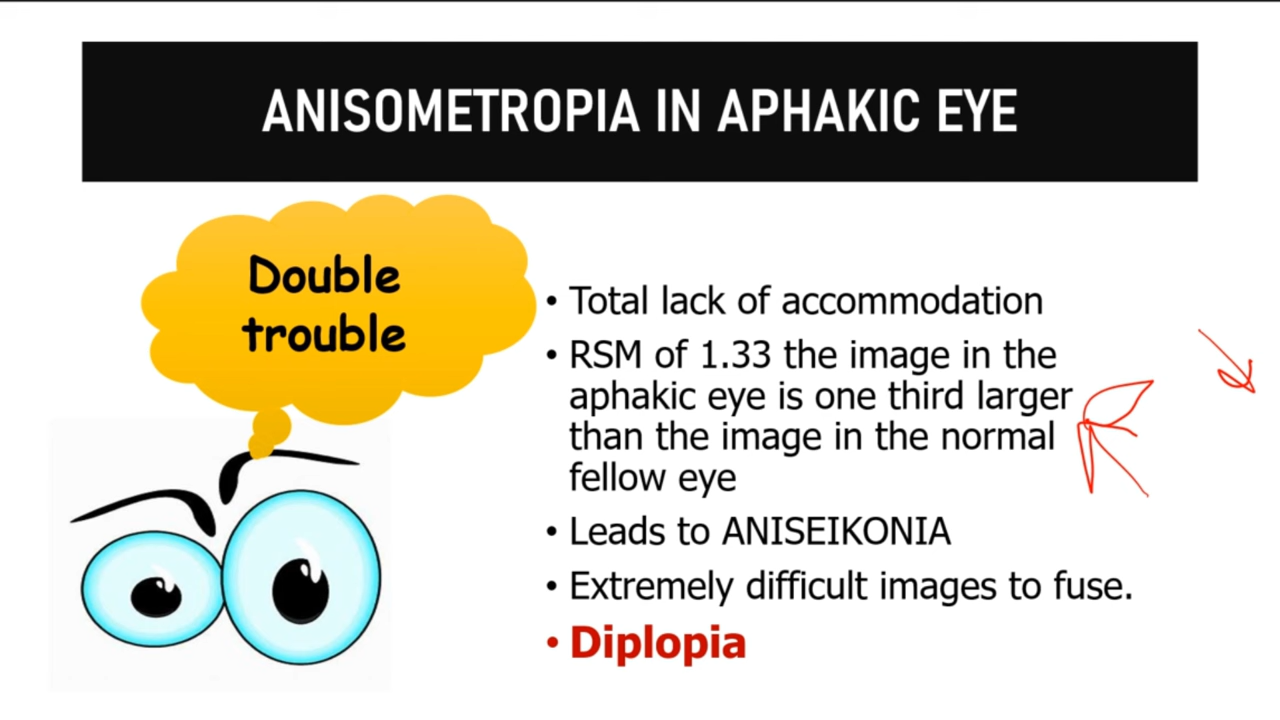 ANISOMETROPIA IN APHAKIC EYE
Double
trouble
• Total lack of accommodation
• RSM of 1.33 the image in the
aphakic eye is one third larger
than the image in the normal
fellow eye
• Leads to ANISEIKONIA
• Extremely difficult images to fuse.
• Diplopia